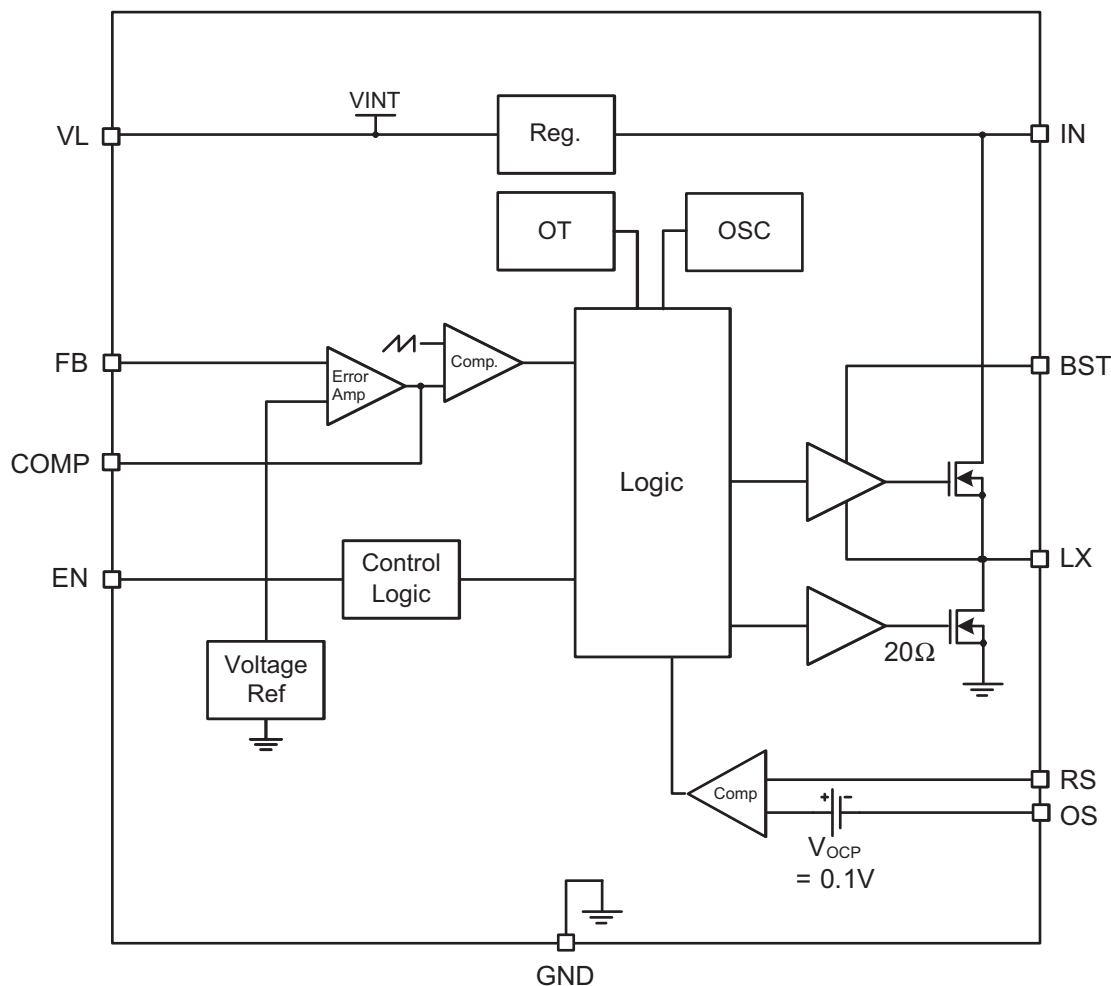 VINT
VL
Reg.
IN
OT
OSC
FB
Error
Amp
Comp.
BST
COMP
Logic
EN
Control
Logic
LX
20Ω
Voltage
Ref
Comp
RS
+ -
OS
VOCP
= 0.1V
GND